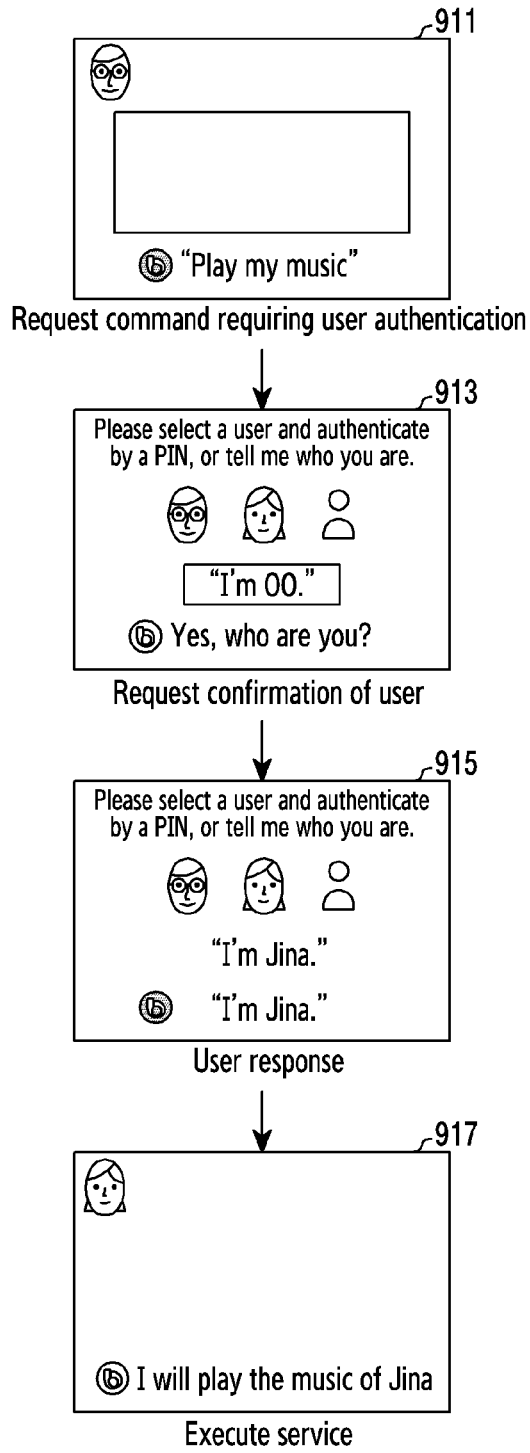 911
"Play my music"
Request command requiring user authentication
913
Please select a user and authenticate
by a PIN, or tell me who you are.
"I'm OO."
Yes, who are you?
Request confirmation of user
915
Please select a user and authenticate
by a PIN, or tell me who you are.
"I'm Jina."
"I'm Jina."
User response
917
I will play the music of Jina
Execute service